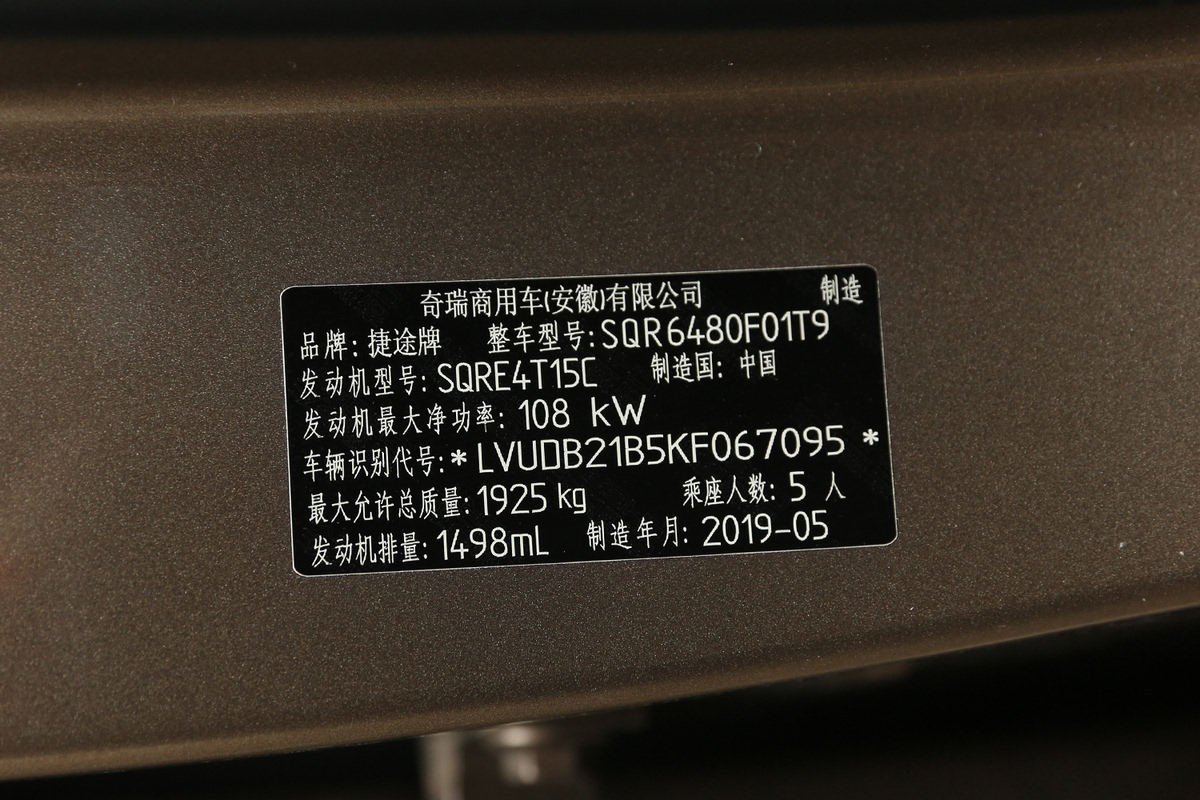 奇瑞商用车(安徽)有限公司 制造
品牌: 捷途牌 整车型号: SQR6480F01T9
发动机型号: SQRE4T15C 制造国: 中国
发动机最大净功率: 108 kW
车辆识别代号: *LVUDB21B5KF067095*
最大允许总质量: 1925 kg 乘座人数: 5 人
发动机排量: 1498mL 制造年月: 2019-05